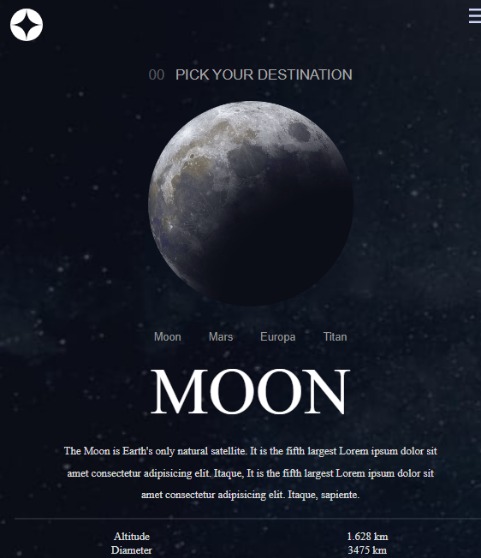 00 PICK YOUR DESTINATION
Moon Mars Europa Titan
MOON
The Moon is Earth's only natural satellite. It is the fifth largest Lorem ipsum dolor sit
amet consectetur adipisicing elit. Itaque, It is the fifth largest Lorem ipsum dolor sit
amet consectetur adipisicing elit. Itaque, sapiente.
Altitude 1.628 km
Diameter 3475 km